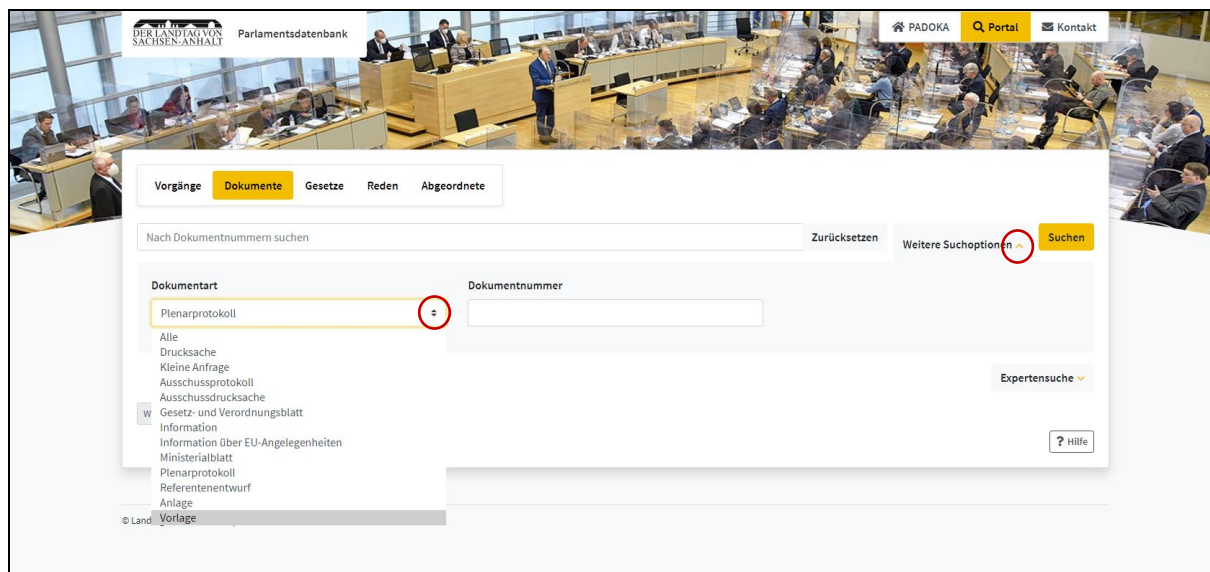 DER LANDTAG VON
SACHSEN-ANHALT
Parlamentsdatenbank
PADOKA Portal Kontakt
Vorgänge Dokumente Gesetze Reden Abgeordnete
Nach Dokumentnummern suchen Zurücksetzen Weitere Suchoptionen Suchen
Dokumentart Dokumentnummer
Plenarprotokoll
Alle
Drucksache
Kleine Anfrage
Ausschussprotokoll
Ausschussdrucksache
Gesetz- und Verordnungsblatt
Information
Information über EU-Angelegenheiten
Ministerialblatt
Plenarprotokoll
Referentenentwurf
Anlage
Vorlage
Expertensuche
? Hilfe
© Land